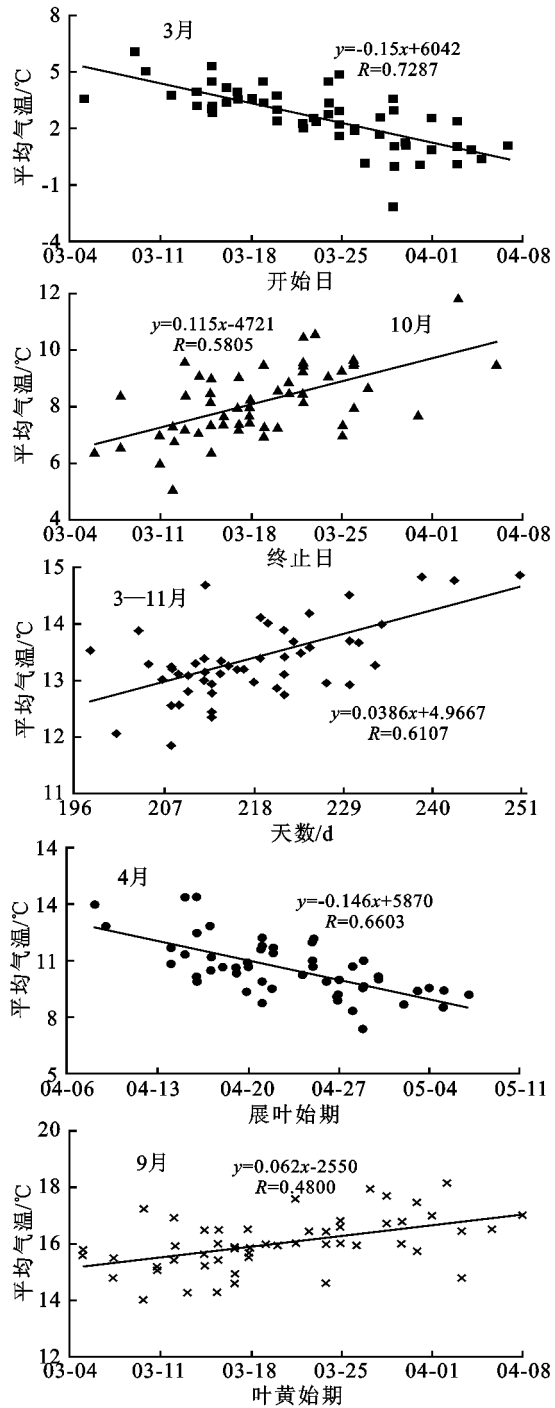 8
5
2
-1
-4
平均气温/℃
3月
y=-0.15x+6042
R=0.7287
03-04 03-11 03-18 03-25 04-01 04-08
开始日
12
10
8
6
4
平均气温/℃
y=0.115x-4721
R=0.5805
10月
03-04 03-11 03-18 03-25 04-01 04-08
终止日
15
14
13
12
11
平均气温/℃
3—11月
y=0.0386x+4.9667
R=0.6107
196 207 218 229 240 251
天数/d
14
14
11
8
05
平均气温/℃
4月
y=-0.146x+5870
R=0.6603
04-06 04-13 04-20 04-27 05-04 05-11
展叶始期
20
18
16
14
12
平均气温/℃
9月
y=0.062x-2550
R=0.4800
03-04 03-11 03-18 03-25 04-01 04-08
叶黄始期